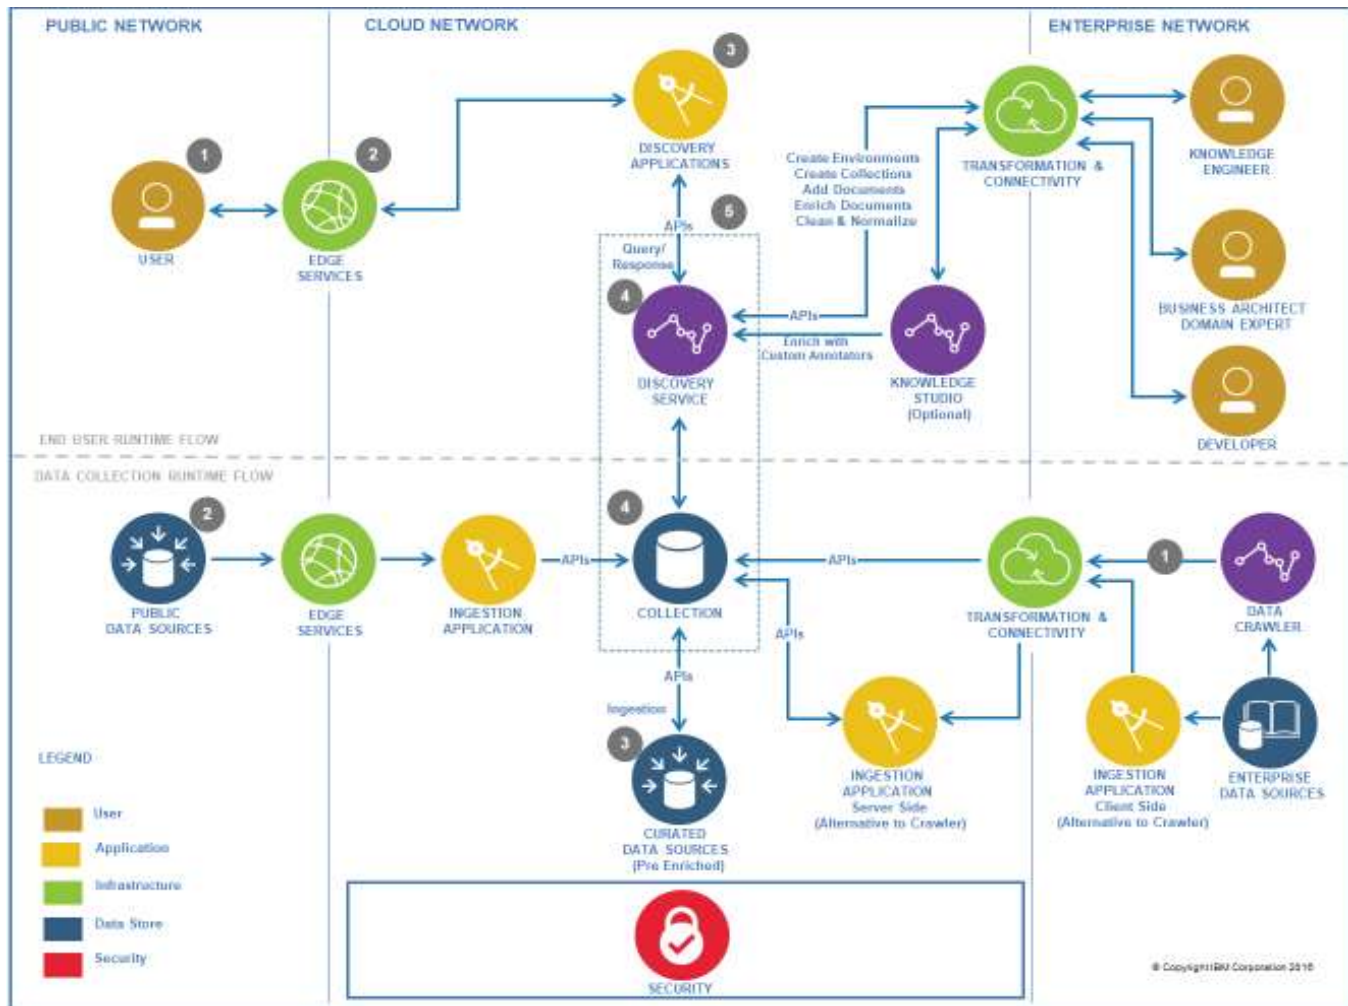 PUBLIC NETWORK
CLOUD NETWORK
ENTERPRISE NETWORK
3
DISCOVERY
APPLICATIONS
1
USER
2
EDGE
SERVICES
5
APIs
Query/
Response
4
DISCOVERY
SERVICE
Create Environments
Create Collections
Add Documents
Enrich Documents
Clean & Normalize
APIs
Enrich with
Custom Annotators
TRANSFORMATION &
CONNECTIVITY
KNOWLEDGE
STUDIO
(Optional)
KNOWLEDGE
ENGINEER
BUSINESS ARCHITECT
DOMAIN EXPERT
DEVELOPER
END USER RUNTIME FLOW
DATA COLLECTION RUNTIME FLOW
2
PUBLIC
DATA SOURCES
EDGE
SERVICES
INGESTION
APPLICATION
APIs
4
COLLECTION
APIs
APIs
TRANSFORMATION &
CONNECTIVITY
1
DATA
CRAWLER
APIs
Ingestion
3
CURATED
DATA SOURCES
(Pre Enriched)
INGESTION
APPLICATION
Server Side
(Alternative to Crawler)
INGESTION
APPLICATION
Client Side
(Alternative to Crawler)
ENTERPRISE
DATA SOURCES
LEGEND
User
Application
Infrastructure
Data Store
Security
SECURITY
© Copyright IBM Corporation 2016